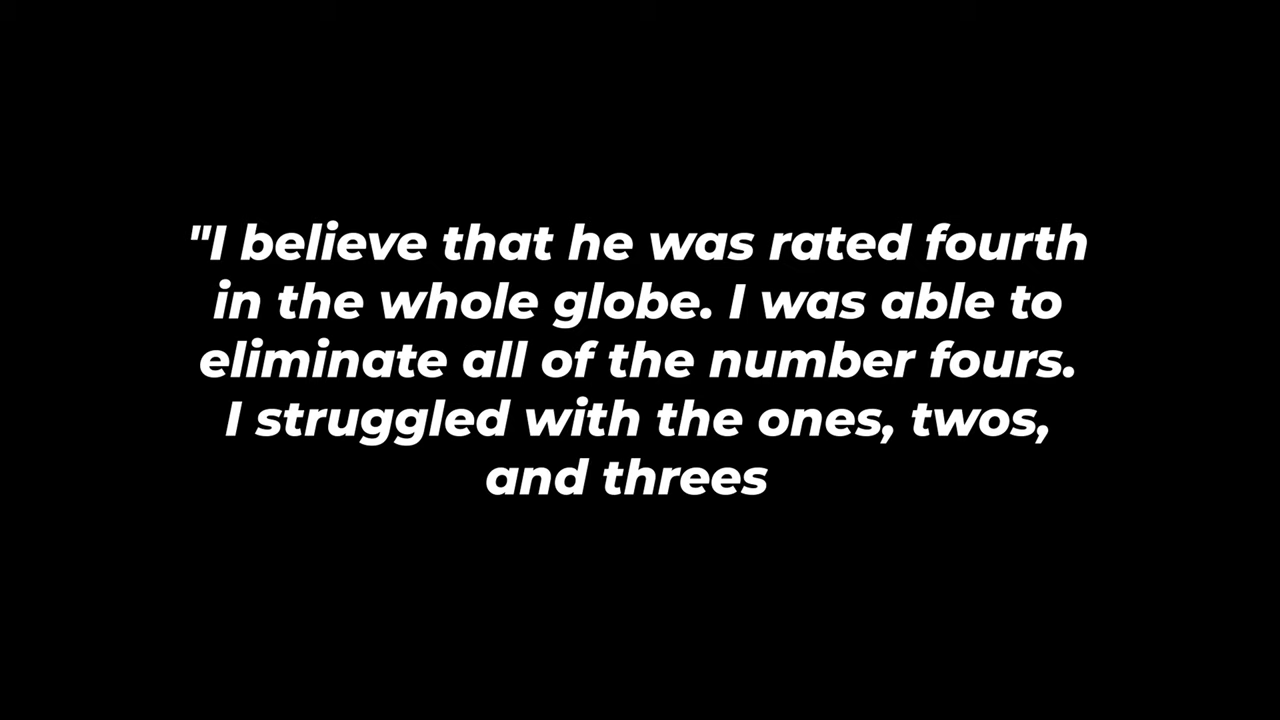 "I believe that he was rated fourth
in the whole globe. I was able to
eliminate all of the number fours.
I struggled with the ones, twos,
and threes